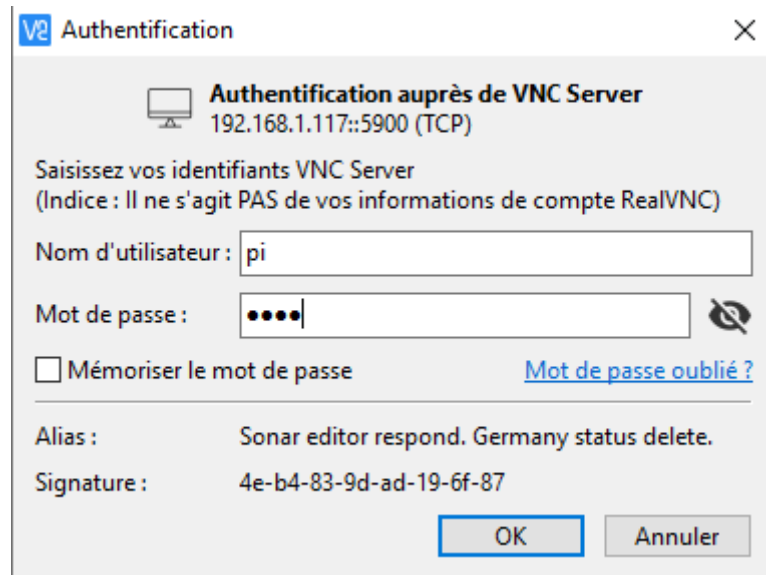 Authentification
Authentification auprès de VNC Server
192.168.1.117::5900 (TCP)
Saisissez vos identifiants VNC Server
(Indice : Il ne s'agit PAS de vos informations de compte RealVNC)
Nom d'utilisateur : pi
Mot de passe : ●●●●
Mémoriser le mot de passe Mot de passe oublié ?
Alias : Sonar editor respond. Germany status delete.
Signature : 4e-b4-83-9d-ad-19-6f-87
OK Annuler